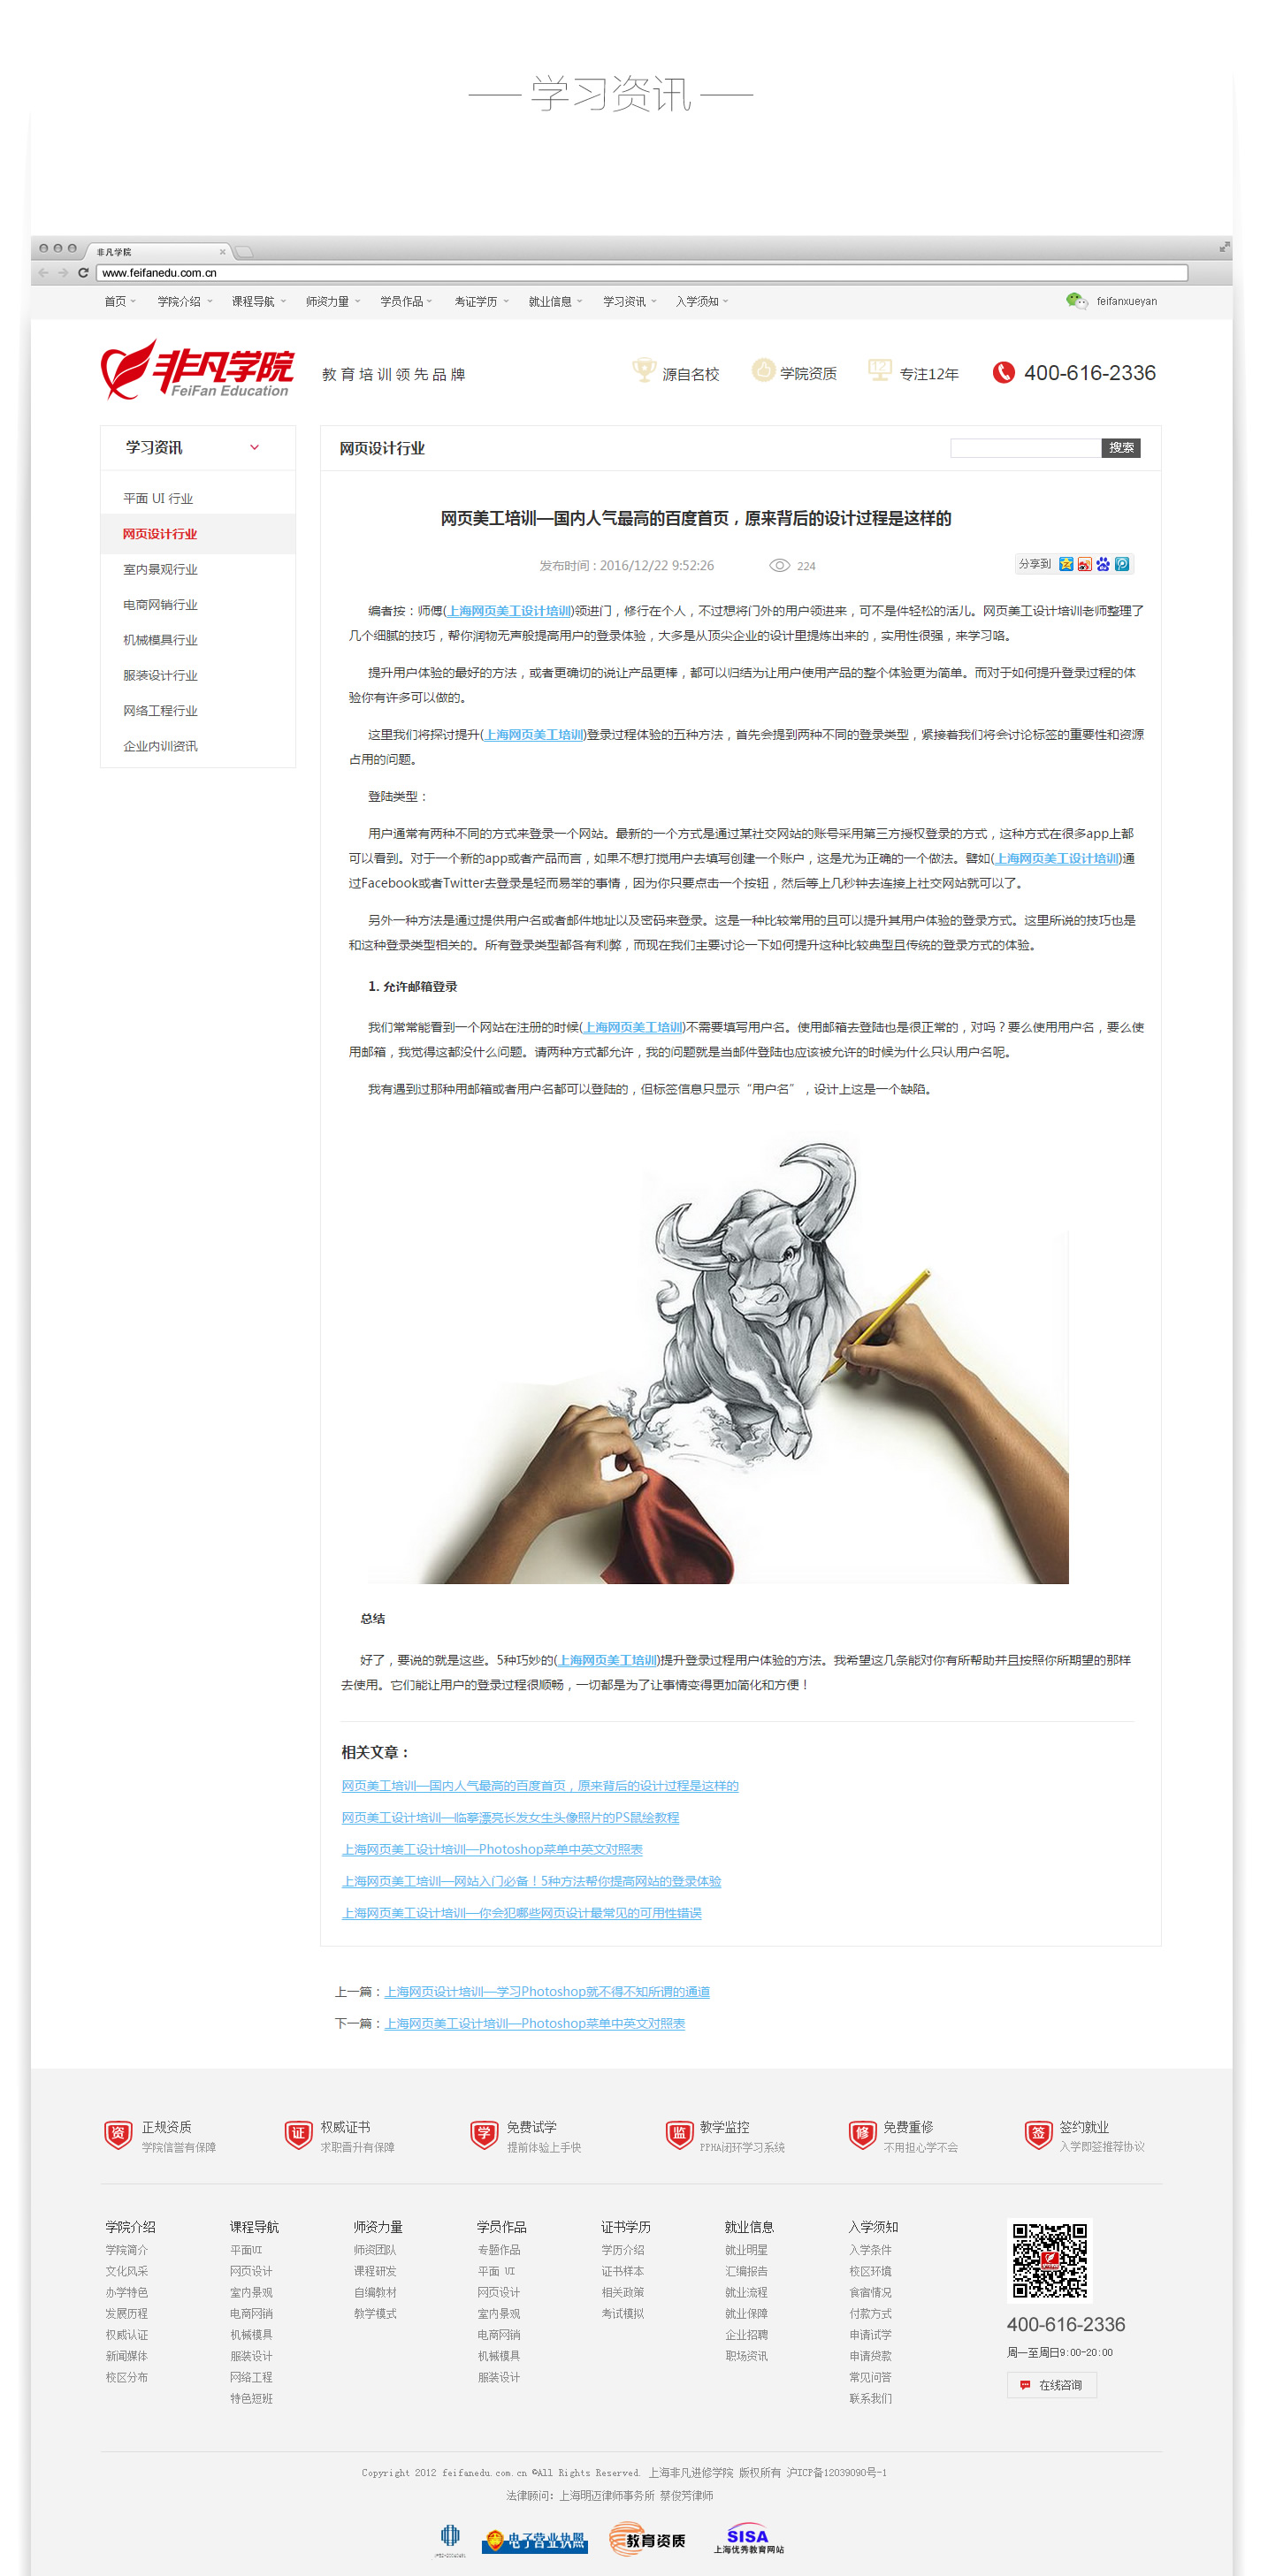 学习资讯
非凡学院
www.feifanedu.com.cn
首页 学院介绍 课程导航 师资力量 学员作品 考证学历 就业信息 学习资讯 入学须知 feifanxueyan
非凡学院
FeiFan Education
教育培训领先品牌 源自名校 12 学院资质 专注12年 400-616-2336
学习资讯
平面 UI 行业
网页设计行业
室内景观行业
电商网销行业
机械模具行业
服装设计行业
网络工程行业
企业内训资讯
网页设计行业 搜索
网页美工培训—国内人气最高的百度首页，原来背后的设计过程是这样的
发布时间 : 2016/12/22 9:52:26 224 分享到
编者按：师傅(上海网页美工设计培训)领进门，修行在个人，不过想将门外的用户领进来，可不是件轻松的活儿。网页美工设计培训老师整理了
几个细腻的技巧，帮你润物无声般提高用户的登录体验，大多是从顶尖企业的设计里提炼出来的，实用性很强，来学习咯。
提升用户体验的最好的方法，或者更确切的说让产品更棒，都可以归结为让用户使用产品的整个体验更为简单。而对于如何提升登录过程的体
验你有许多可以做的。
这里我们将探讨提升(上海网页美工培训)登录过程体验的五种方法，首先会提到两种不同的登录类型，紧接着我们将会讨论标签的重要性和资源
占用的问题。
登陆类型：
用户通常有两种不同的方式来登录一个网站。最新的一个方式是通过某社交网站的账号采用第三方授权登录的方式，这种方式在很多app上都
可以看到。对于一个新的app或者产品而言，如果不想打搅用户去填写创建一个账户，这是尤为正确的一个做法。譬如(上海网页美工设计培训)通
过Facebook或者Twitter去登录是轻而易举的事情，因为你只要点击一个按钮，然后等上几秒钟去连接上社交网站就可以了。
另外一种方法是通过提供用户名或者邮件地址以及密码来登录。这是一种比较常用的且可以提升其用户体验的登录方式。这里所说的技巧也是
和这种登录类型相关的。所有登录类型都各有利弊，而现在我们主要讨论一下如何提升这种比较典型且传统的登录方式的体验。
1. 允许邮箱登录
我们常常能看到一个网站在注册的时候(上海网页美工培训)不需要填写用户名。使用邮箱去登陆也是很正常的，对吗？要么使用用户名，要么使
用邮箱，我觉得这都没什么问题。请两种方式都允许，我的问题就是当邮件登陆也应该被允许的时候为什么只认用户名呢。
我有遇到过那种用邮箱或者用户名都可以登陆的，但标签信息只显示“用户名”，设计上这是一个缺陷。
总结
好了，要说的就是这些。5种巧妙的(上海网页美工培训)提升登录过程用户体验的方法。我希望这几条能对你有所帮助并且按照你所期望的那样
去使用。它们能让用户的登录过程很顺畅，一切都是为了让事情变得更加简化和方便！
相关文章：
网页美工培训—国内人气最高的百度首页，原来背后的设计过程是这样的
网页美工设计培训—临摹漂亮长发女生头像照片的PS鼠绘教程
上海网页美工设计培训—Photoshop菜单中英文对照表
上海网页美工培训—网站入门必备！5种方法帮你提高网站的登录体验
上海网页美工设计培训—你会犯哪些网页设计最常见的可用性错误
上一篇：上海网页设计培训—学习Photoshop就不得不知所谓的通道
下一篇：上海网页美工设计培训—Photoshop菜单中英文对照表
资 正规资质 证 权威证书 学 免费试学 监 教学监控 修 免费重修 签 签约就业
学院信誉有保障 求职晋升有保障 提前体验上手快 PPHA闭环学习系统 不用担心学不会 入学即签推荐协议
学院介绍 课程导航 师资力量 学员作品 证书学历 就业信息 入学须知
学院简介 平面UI 师资团队 专题作品 学历介绍 就业明星 入学条件
文化风采 网页设计 课程研发 平面 UI 证书样本 汇编报告 校区环境
办学特色 室内景观 自编教材 网页设计 相关政策 就业流程 食宿情况
发展历程 电商网销 教学模式 室内景观 考试模拟 就业保障 付款方式
权威认证 机械模具 电商网销 企业招聘 申请试学
新闻媒体 服装设计 机械模具 职场资讯 申请贷款
校区分布 网络工程 服装设计 常见问答
特色短班 联系我们
400-616-2336
周一至周日9:00-20:00
在线咨询
Copyright 2012 feifanedu.com.cn ©All Rights Reserved. 上海非凡进修学院 版权所有 沪ICP备12039090号-1
法律顾问：上海明迈律师事务所 蔡俊芳律师
电子营业执照 教育资质 SISA
上海优秀教育网站